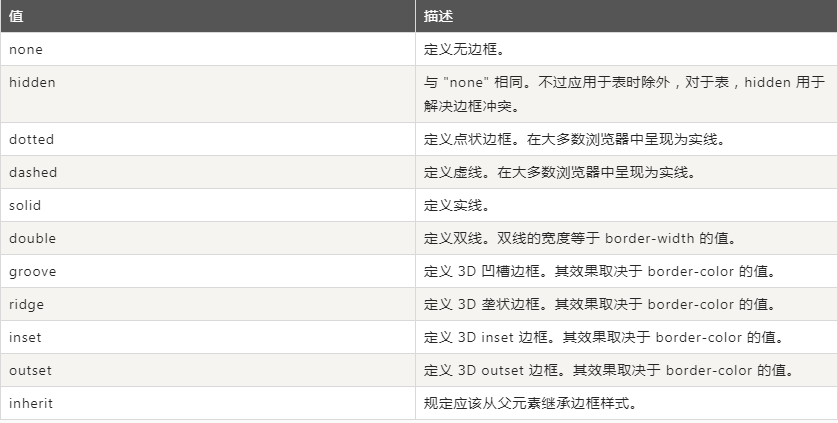 值 描述
none 定义无边框。
hidden 与 "none" 相同。不过应用于表时除外，对于表，hidden 用于
解决边框冲突。
dotted 定义点状边框。在大多数浏览器中呈现为实线。
dashed 定义虚线。在大多数浏览器中呈现为实线。
solid 定义实线。
double 定义双线。双线的宽度等于 border-width 的值。
groove 定义 3D 凹槽边框。其效果取决于 border-color 的值。
ridge 定义 3D 垄状边框。其效果取决于 border-color 的值。
inset 定义 3D inset 边框。其效果取决于 border-color 的值。
outset 定义 3D outset 边框。其效果取决于 border-color 的值。
inherit 规定应该从父元素继承边框样式。